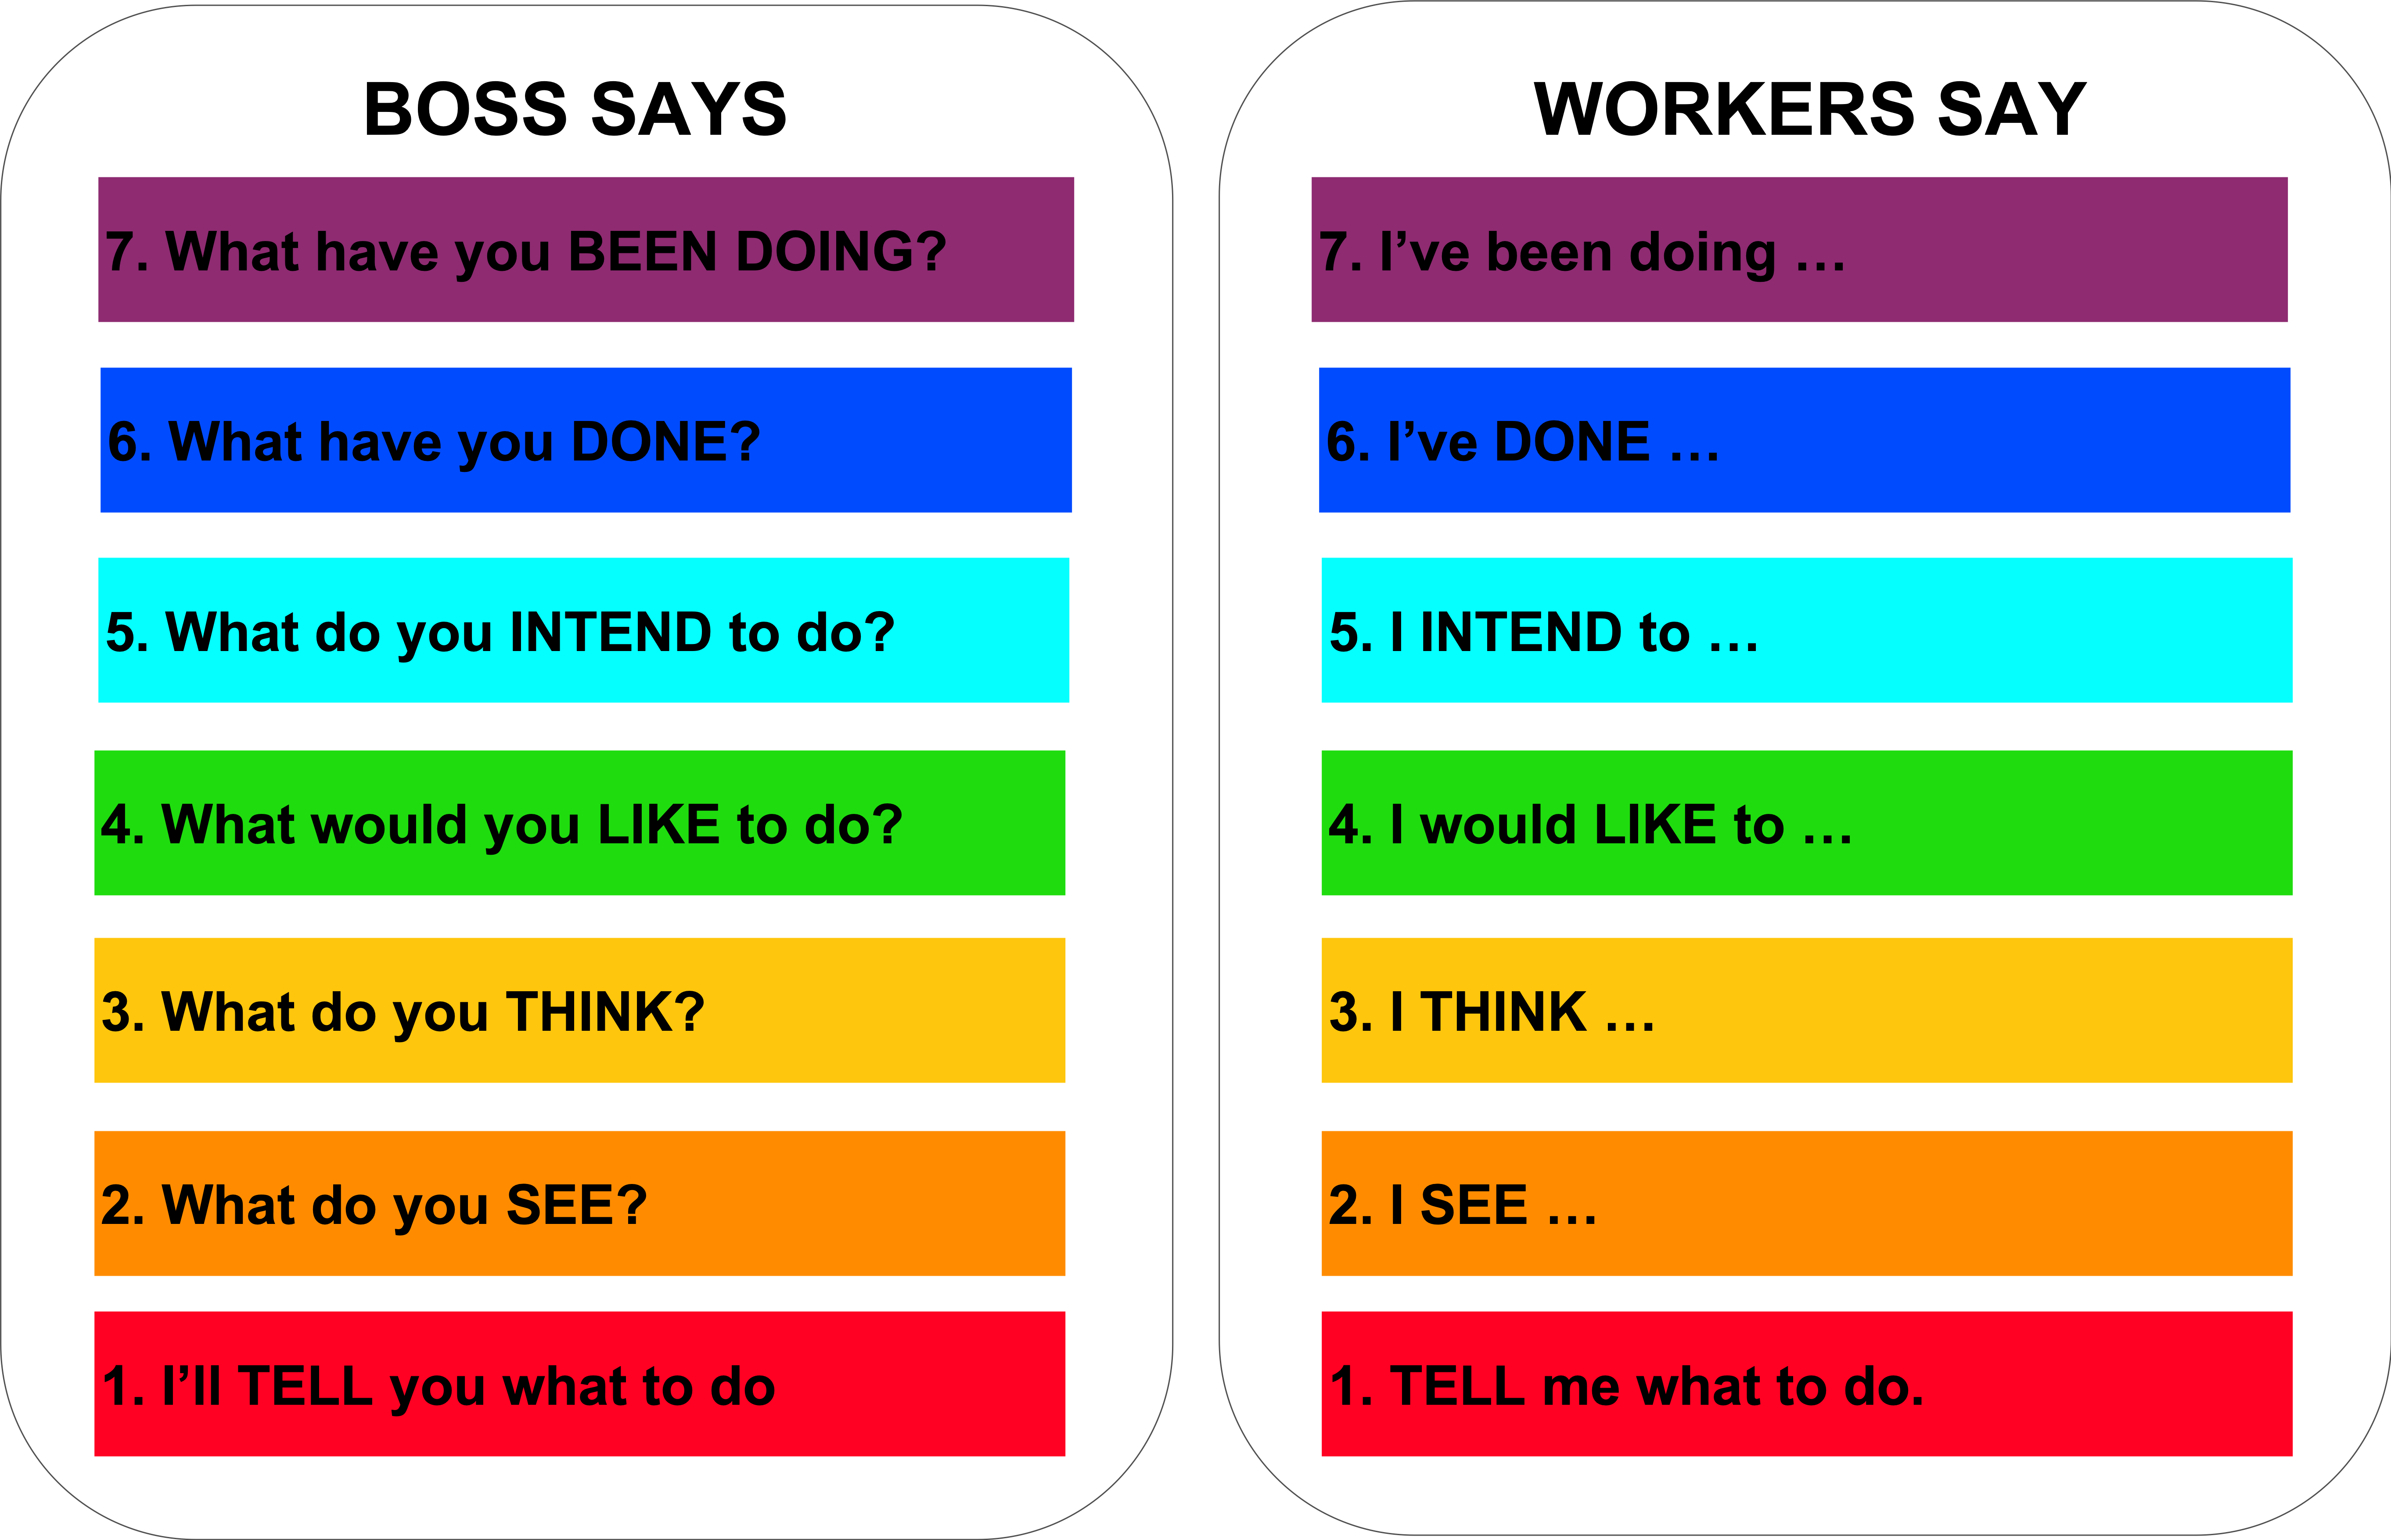 BOSS SAYS
7. What have you BEEN DOING?
6. What have you DONE?
5. What do you INTEND to do?
4. What would you LIKE to do?
3. What do you THINK?
2. What do you SEE?
1. I’ll TELL you what to do
WORKERS SAY
7. I’ve been doing …
6. I’ve DONE …
5. I INTEND to …
4. I would LIKE to …
3. I THINK …
2. I SEE …
1. TELL me what to do.